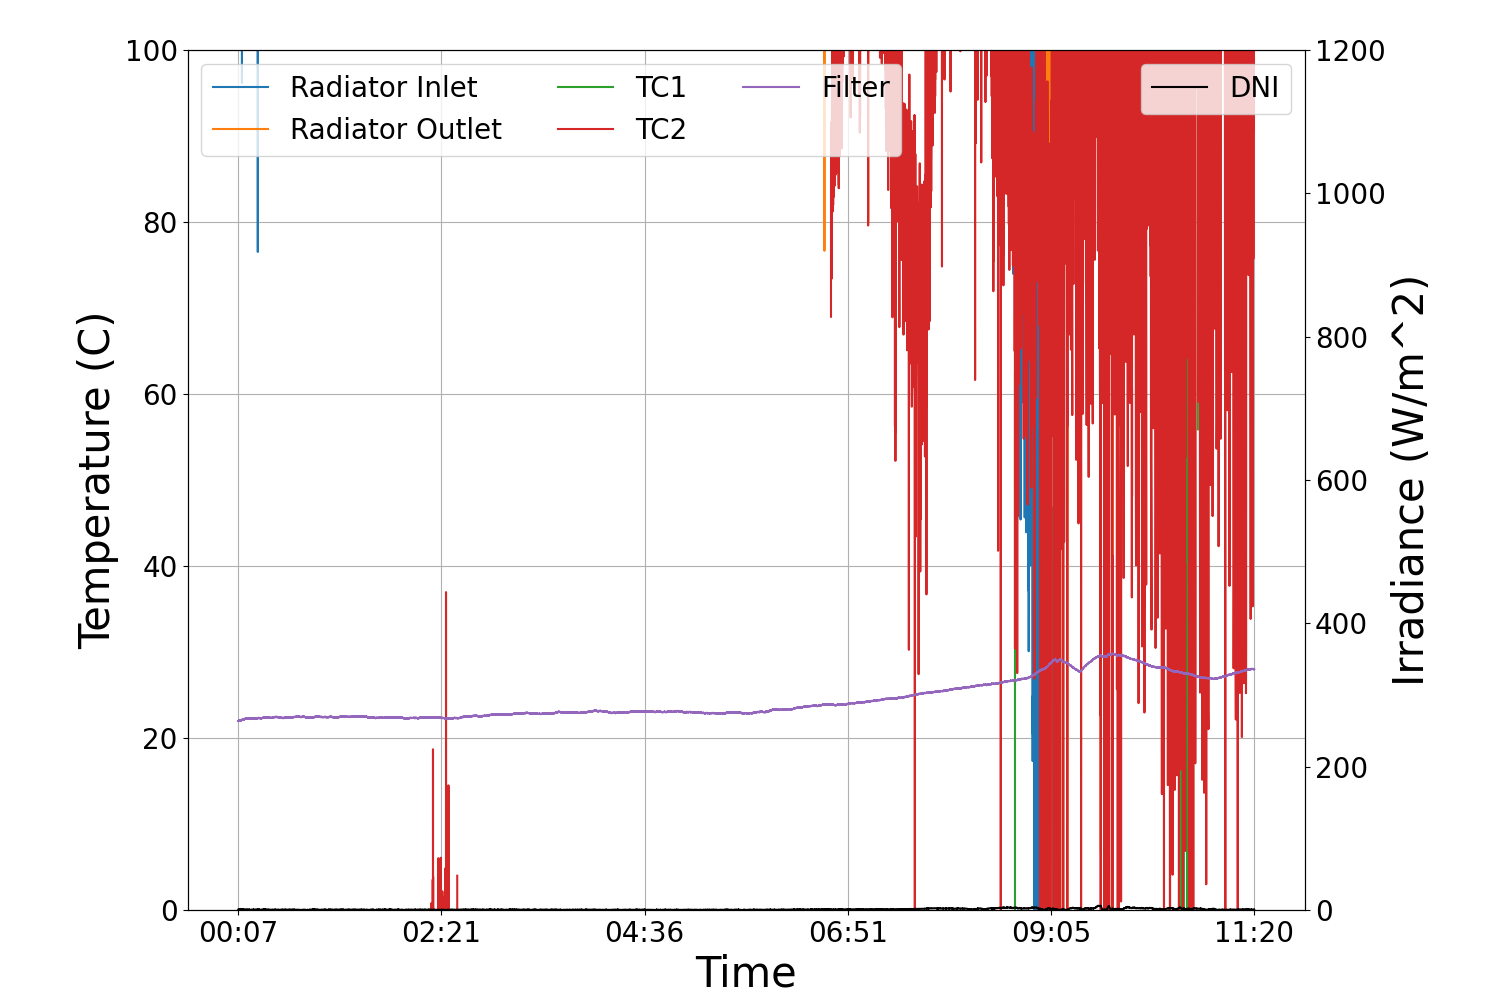 100
80
60
40
20
0
Temperature (C)
Radiator Inlet
Radiator Outlet
TC1
TC2
Filter
DNI
1200
1000
800
600
400
200
0
Irradiance (W/m^2)
00:07
02:21
04:36
06:51
09:05
11:20
Time